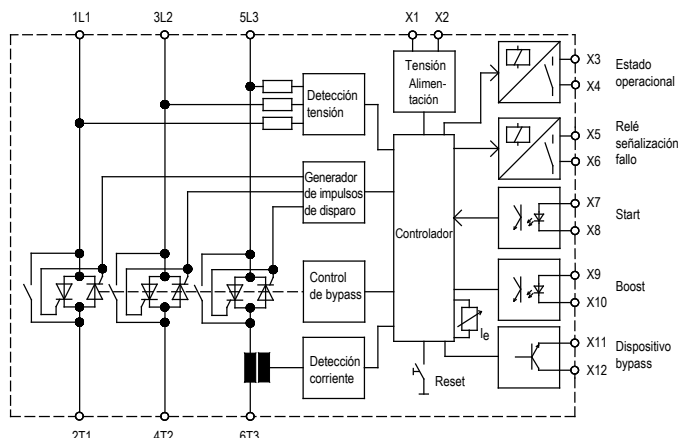 1L1
3L2
5L3
X1
X2
Tensión
Alimen-
tación
X3
X4
Estado
operacional
Detección
tensión
X5
X6
Relé
señalización
fallo
Generador
de impulsos
de disparo
Controlador
X7
X8
Start
Control
de bypass
X9
X10
Boost
Ie
Detección
corriente
Reset
X11
X12
Dispositivo
bypass
2T1
4T2
6T3